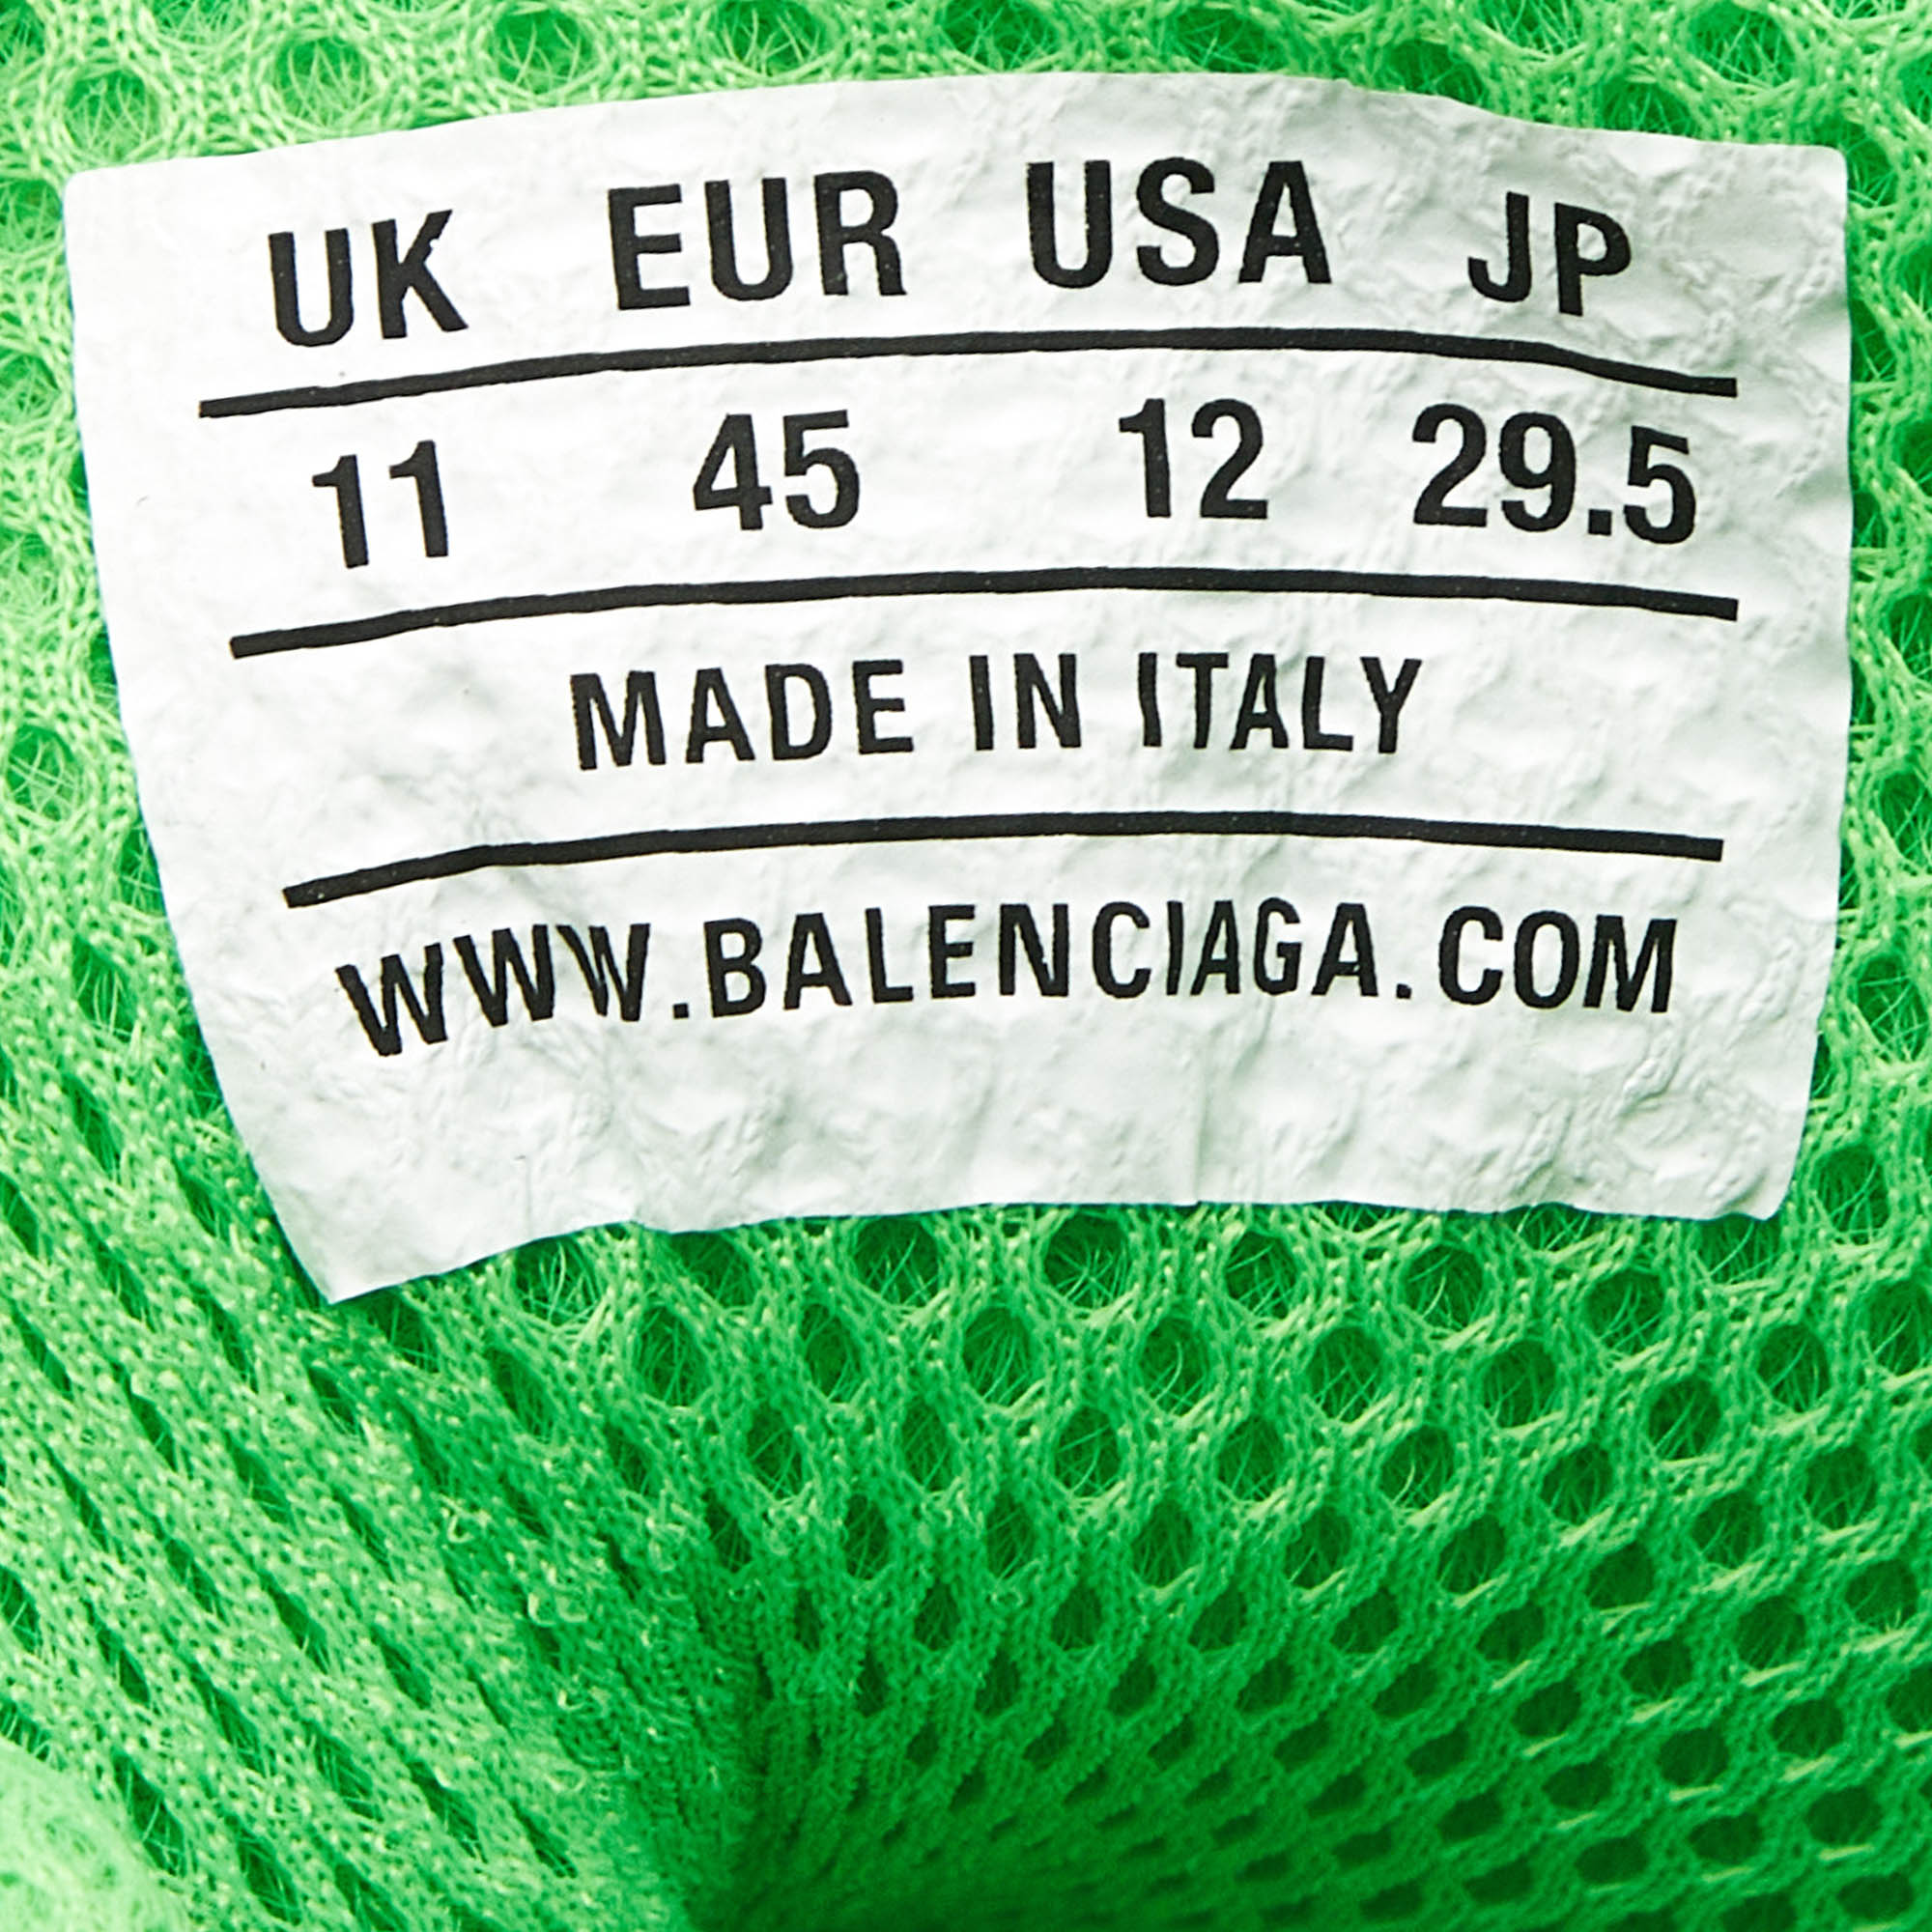 UK EUR USA JP
11 45 12 29.5
MADE IN ITALY
WWW.BALENCIAGA.COM